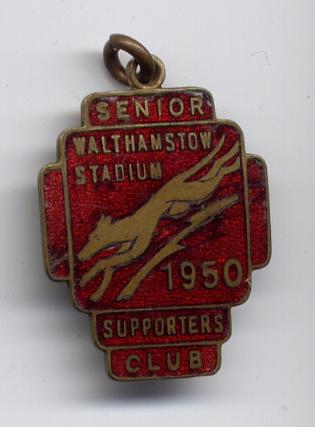 SENIOR
WALTHAMSTOW
STADIUM
1950
SUPPORTERS
CLUB